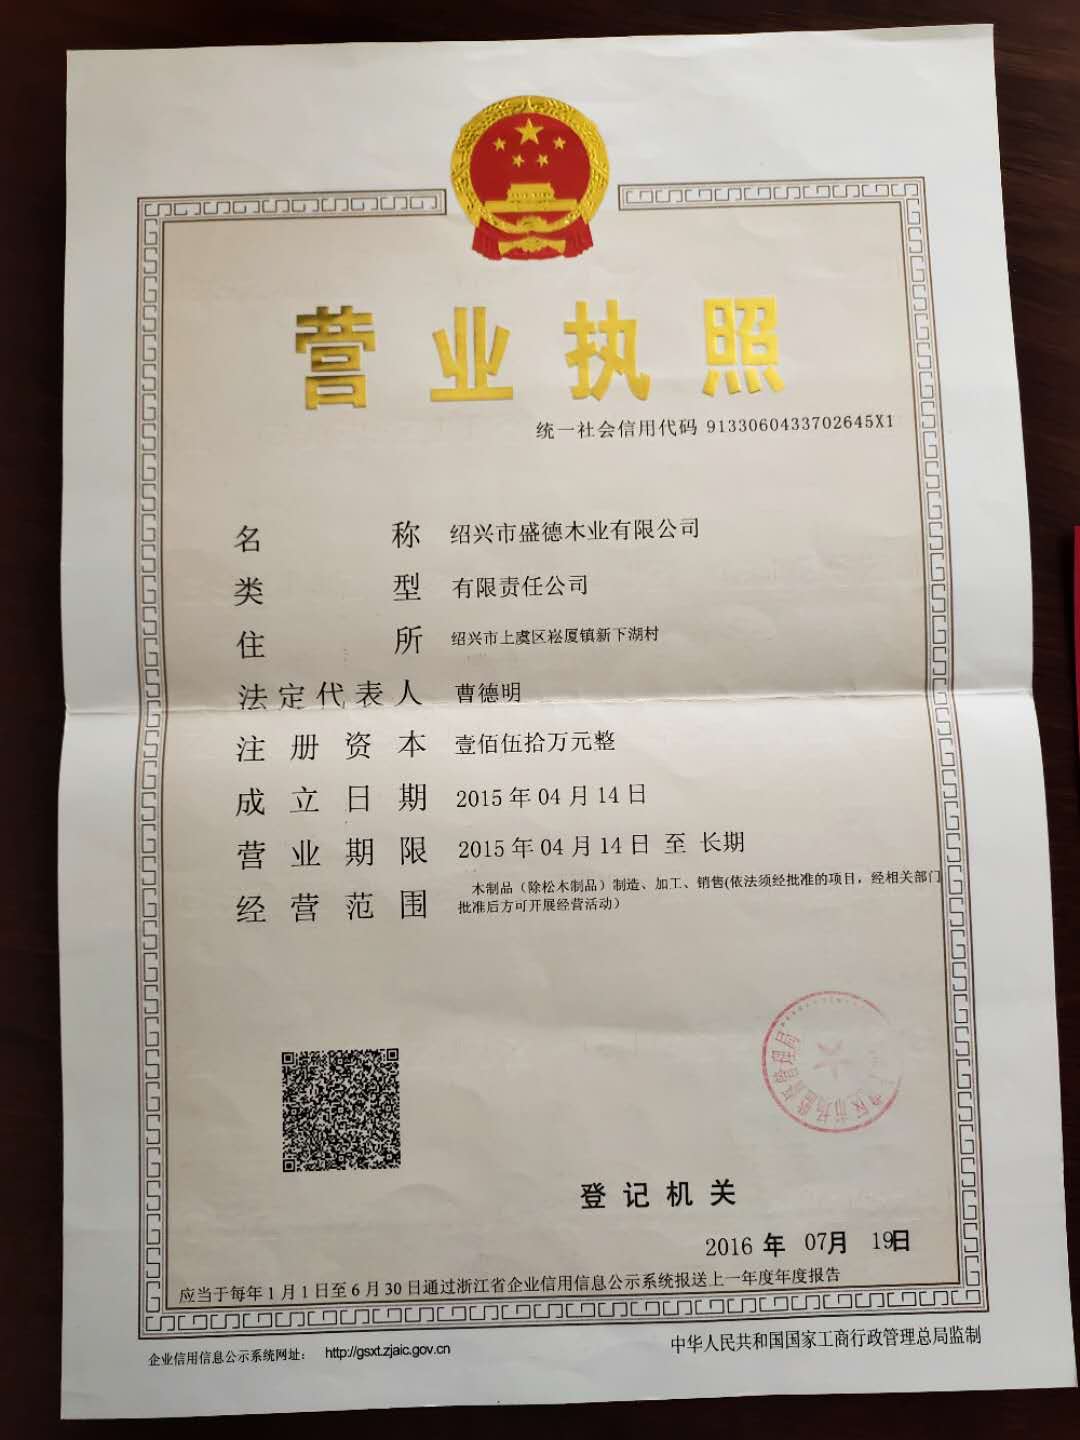 营业执照
统一社会信用代码 9133060433702645X1
名称 绍兴市盛德木业有限公司
类型 有限责任公司
住所 绍兴市上虞区崧厦镇新下湖村
法定代表人 曹德明
注册资本 壹佰伍拾万元整
成立日期 2015年04月14日
营业期限 2015年04月14日 至 长期
经营范围 木制品（除松木制品）制造、加工、销售(依法须经批准的项目，经相关部门
批准后方可开展经营活动）
区市场监督管理局
登记机关
2016 年 07月 19日
应当于每年1月1日至6月30日通过浙江省企业信用信息公示系统报送上一年度年度报告
企业信用信息公示系统网址： http://gsxt.zjaic.gov.cn
中华人民共和国国家工商行政管理总局监制